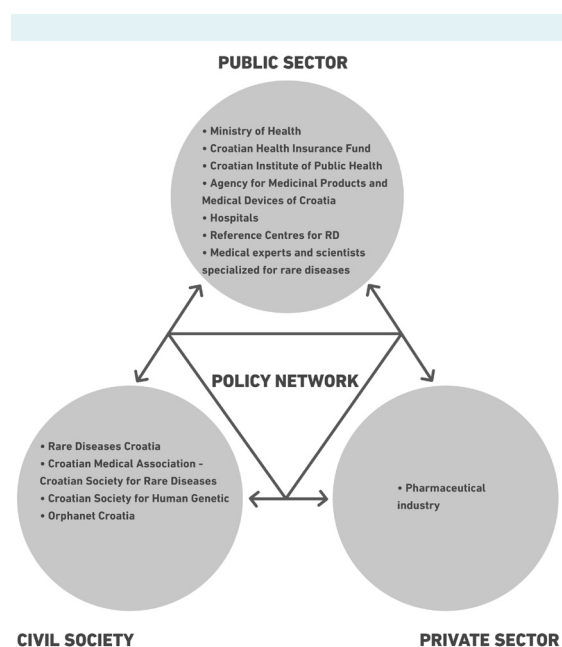 PUBLIC SECTOR
• Ministry of Health
• Croatian Health Insurance Fund
• Croatian Institute of Public Health
• Agency for Medicinal Products and
Medical Devices of Croatia
• Hospitals
• Reference Centres for RD
• Medical experts and scientists
specialized for rare diseases
POLICY NETWORK
• Rare Diseases Croatia
• Croatian Medical Association -
Croatian Society for Rare Diseases
• Croatian Society for Human Genetic
• Orphanet Croatia
• Pharmaceutical
industry
CIVIL SOCIETY
PRIVATE SECTOR